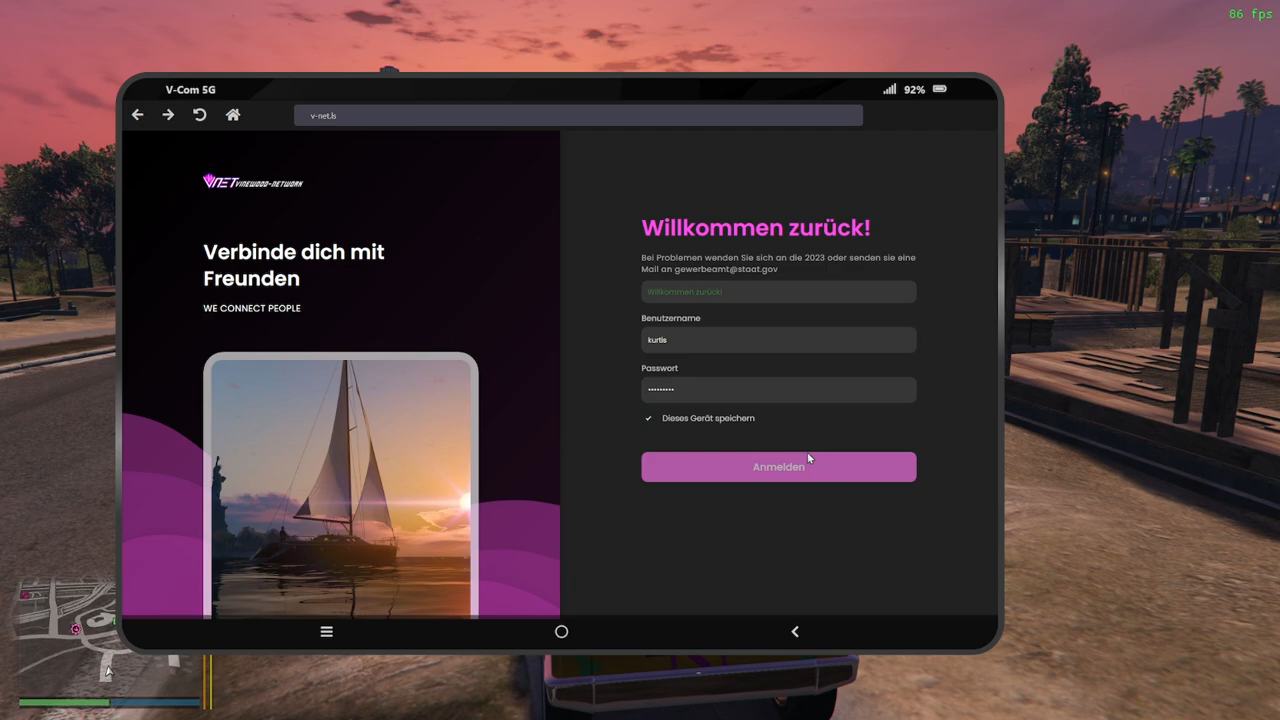 86 fps
V-Com 5G
92%
v-net.ls
VNET VINEWOOD-NETWORK
Verbinde dich mit
Freunden
WE CONNECT PEOPLE
Willkommen zurück!
Bei Problemen wenden Sie sich an die 2023 oder senden sie eine
Mail an gewerbeamt@staat.gov
Willkommen zurück!
Benutzername
kurtis
Passwort
•••••••••
Dieses Gerät speichern
Anmelden